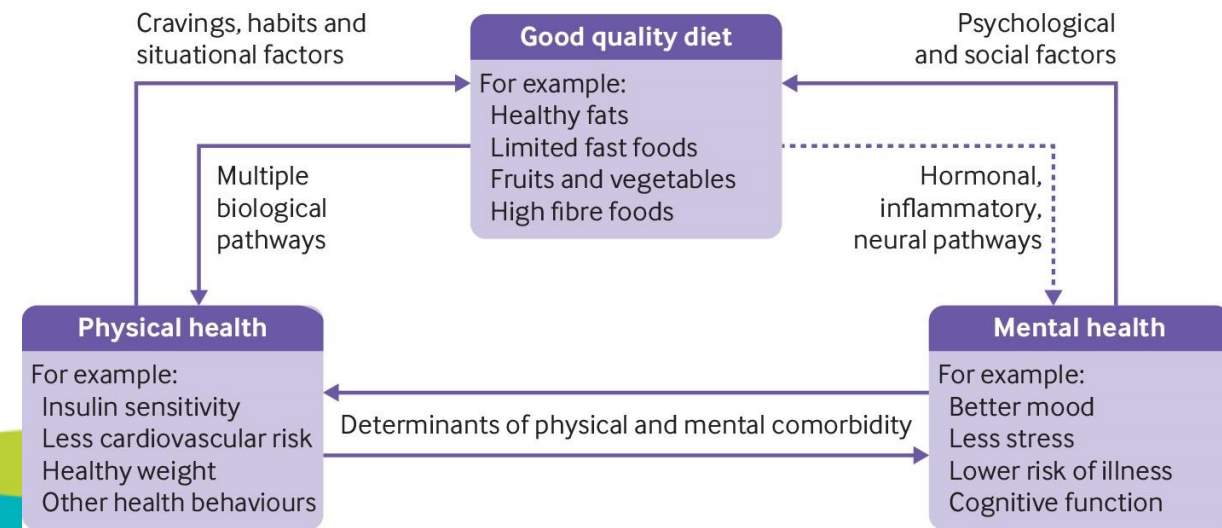 Cravings, habits and
situational factors
Good quality diet
For example:
Healthy fats
Limited fast foods
Fruits and vegetables
High fibre foods
Psychological
and social factors
Multiple
biological
pathways
Hormonal,
inflammatory,
neural pathways
Physical health
For example:
Insulin sensitivity
Less cardiovascular risk
Healthy weight
Other health behaviours
Determinants of physical and mental comorbidity
Mental health
For example:
Better mood
Less stress
Lower risk of illness
Cognitive function